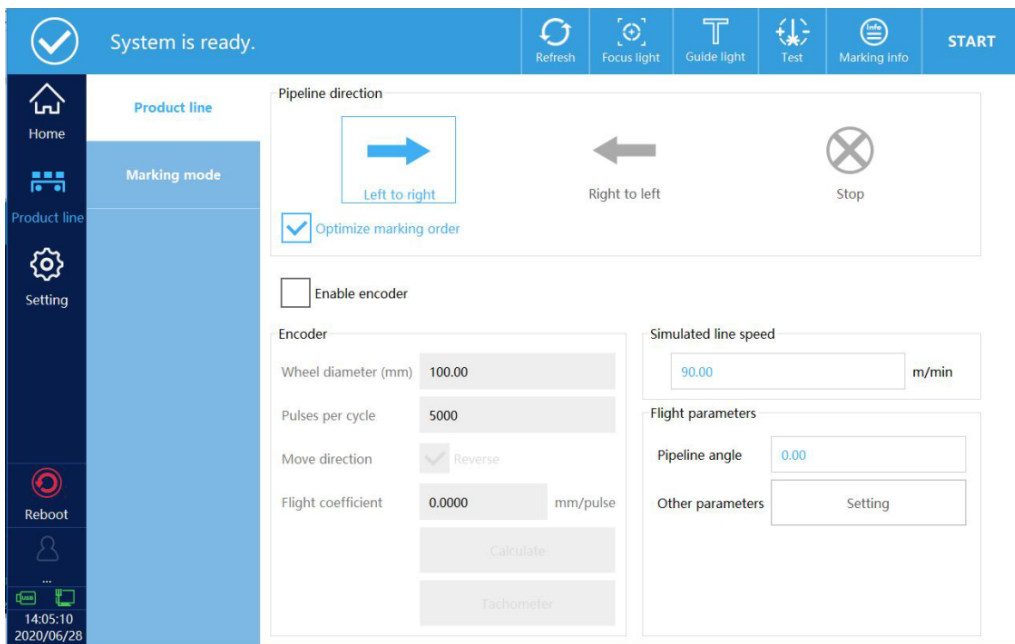 System is ready.
Refresh
Focus light
Guide light
info
Test
Marking info
START
Home
Product line
Setting
Reboot
...
USB
14:05:10
2020/06/28
Product line
Marking mode
Pipeline direction
Left to right
Right to left
Stop
Optimize marking order
Enable encoder
Encoder
Wheel diameter (mm) 100.00
Pulses per cycle 5000
Move direction Reverse
Flight coefficient 0.0000 mm/pulse
Calculate
Tachometer
Simulated line speed
90.00 m/min
Flight parameters
Pipeline angle 0.00
Other parameters Setting